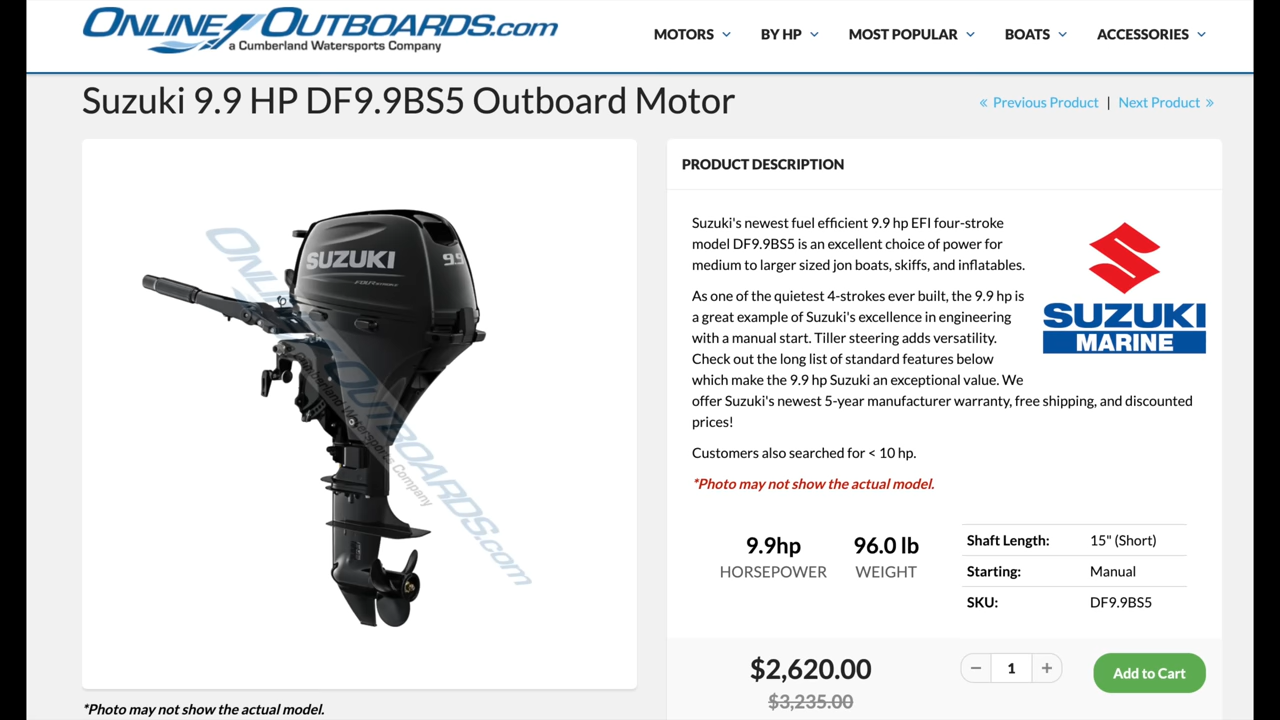 ONLINE OUTBOARDS.com
a Cumberland Watersports Company
MOTORS
BY HP
MOST POPULAR
BOATS
ACCESSORIES
Suzuki 9.9 HP DF9.9BS5 Outboard Motor
« Previous Product | Next Product »
SUZUKI
9.9
FOUR STROKE
ONLINE OUTBOARDS.com
a Cumberland Watersports Company
*Photo may not show the actual model.
PRODUCT DESCRIPTION
Suzuki's newest fuel efficient 9.9 hp EFI four-stroke
model DF9.9BS5 is an excellent choice of power for
medium to larger sized jon boats, skiffs, and inflatables.
As one of the quietest 4-strokes ever built, the 9.9 hp is
a great example of Suzuki's excellence in engineering
with a manual start. Tiller steering adds versatility.
Check out the long list of standard features below
which make the 9.9 hp Suzuki an exceptional value. We
offer Suzuki's newest 5-year manufacturer warranty, free shipping, and discounted
prices!
SUZUKI
MARINE
Customers also searched for < 10 hp.
*Photo may not show the actual model.
9.9hp
HORSEPOWER
96.0 lb
WEIGHT
Shaft Length: 15" (Short)
Starting: Manual
SKU: DF9.9BS5
$2,620.00
$3,235.00
− 1 +
Add to Cart